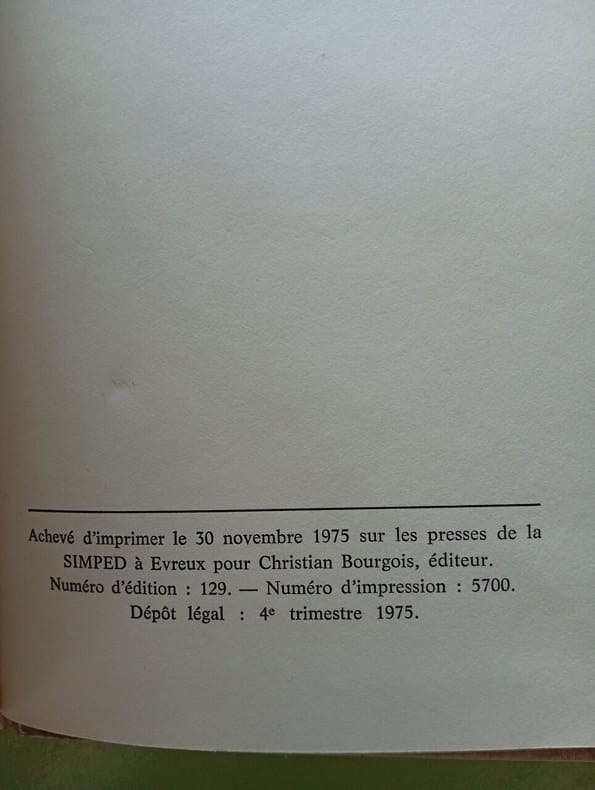 Achevé d'imprimer le 30 novembre 1975 sur les presses de la
SIMPED à Evreux pour Christian Bourgois, éditeur.
Numéro d'édition : 129. — Numéro d'impression : 5700.
Dépôt légal : 4e trimestre 1975.